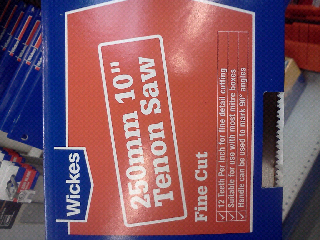 Wickes
250mm 10"
Tenon Saw
Fine Cut
12 Teeth Per Inch for fine detail cutting
Suitable for use with most mitre boxes
Handle can be used to mark 90° angles